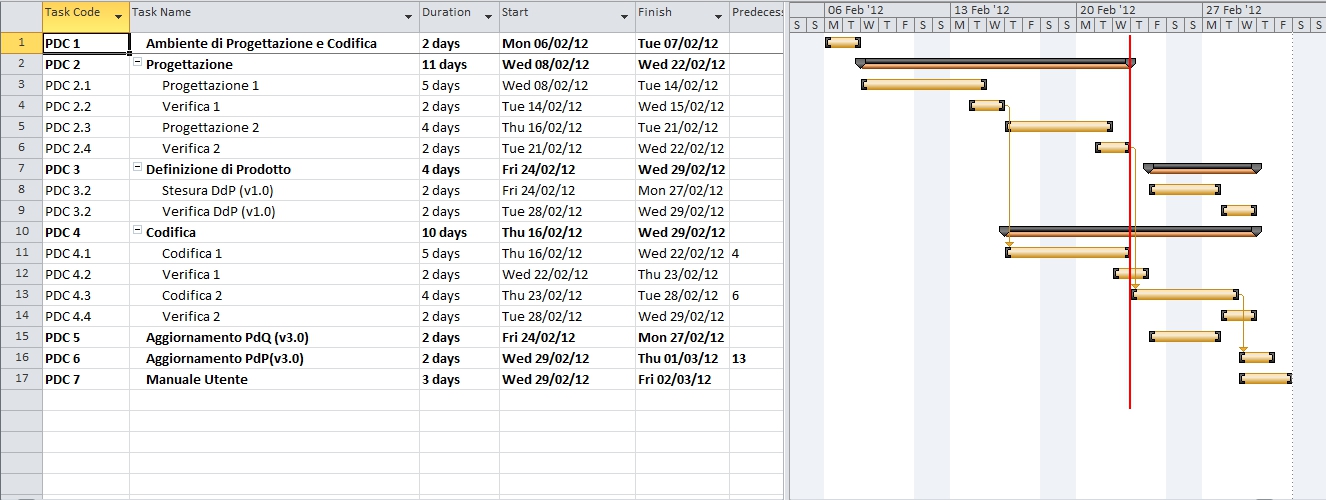 Task Code Task Name Duration Start Finish Predecess
06 Feb '12 13 Feb '12 20 Feb '12 27 Feb '12
S S M T W T F S S M T W T F S S M T W T F S S M T W T F S S
1 PDC 1 Ambiente di Progettazione e Codifica 2 days Mon 06/02/12 Tue 07/02/12
2 PDC 2 Progettazione 11 days Wed 08/02/12 Wed 22/02/12
3 PDC 2.1 Progettazione 1 5 days Wed 08/02/12 Tue 14/02/12
4 PDC 2.2 Verifica 1 2 days Tue 14/02/12 Wed 15/02/12
5 PDC 2.3 Progettazione 2 4 days Thu 16/02/12 Tue 21/02/12
6 PDC 2.4 Verifica 2 2 days Tue 21/02/12 Wed 22/02/12
7 PDC 3 Definizione di Prodotto 4 days Fri 24/02/12 Wed 29/02/12
8 PDC 3.2 Stesura DdP (v1.0) 2 days Fri 24/02/12 Mon 27/02/12
9 PDC 3.2 Verifica DdP (v1.0) 2 days Tue 28/02/12 Wed 29/02/12
10 PDC 4 Codifica 10 days Thu 16/02/12 Wed 29/02/12
11 PDC 4.1 Codifica 1 5 days Thu 16/02/12 Wed 22/02/12 4
12 PDC 4.2 Verifica 1 2 days Wed 22/02/12 Thu 23/02/12
13 PDC 4.3 Codifica 2 4 days Thu 23/02/12 Tue 28/02/12 6
14 PDC 4.4 Verifica 2 2 days Tue 28/02/12 Wed 29/02/12
15 PDC 5 Aggiornamento PdQ (v3.0) 2 days Fri 24/02/12 Mon 27/02/12
16 PDC 6 Aggiornamento PdP(v3.0) 2 days Wed 29/02/12 Thu 01/03/12 13
17 PDC 7 Manuale Utente 3 days Wed 29/02/12 Fri 02/03/12